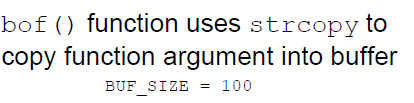 bof() function uses strcopy to
copy function argument into buffer
BUF_SIZE = 100